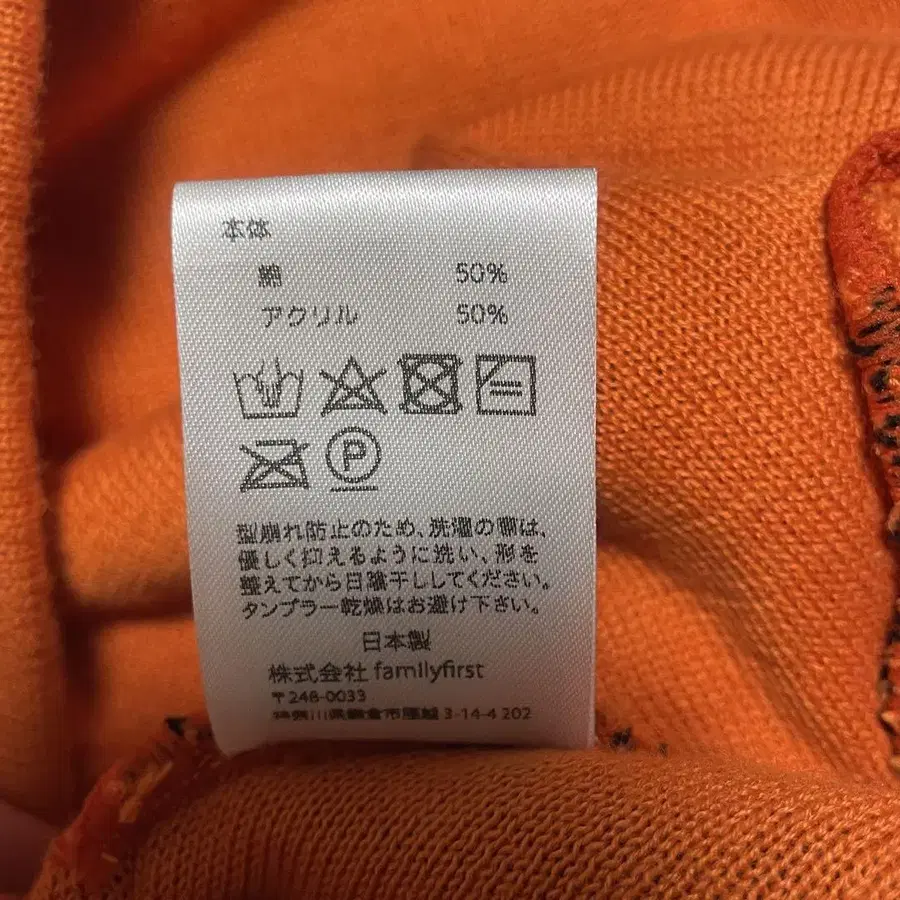 本体
綿 50%
アクリル 50%
P
型崩れ防止のため、洗濯の際は、
優しく抑えるように洗い、形を
整えてから日陰干ししてください。
タンブラー乾燥はお避け下さい。
日本製
株式会社 familyfirst
〒248-0033
神奈川県鎌倉市腰越 3-14-4 202